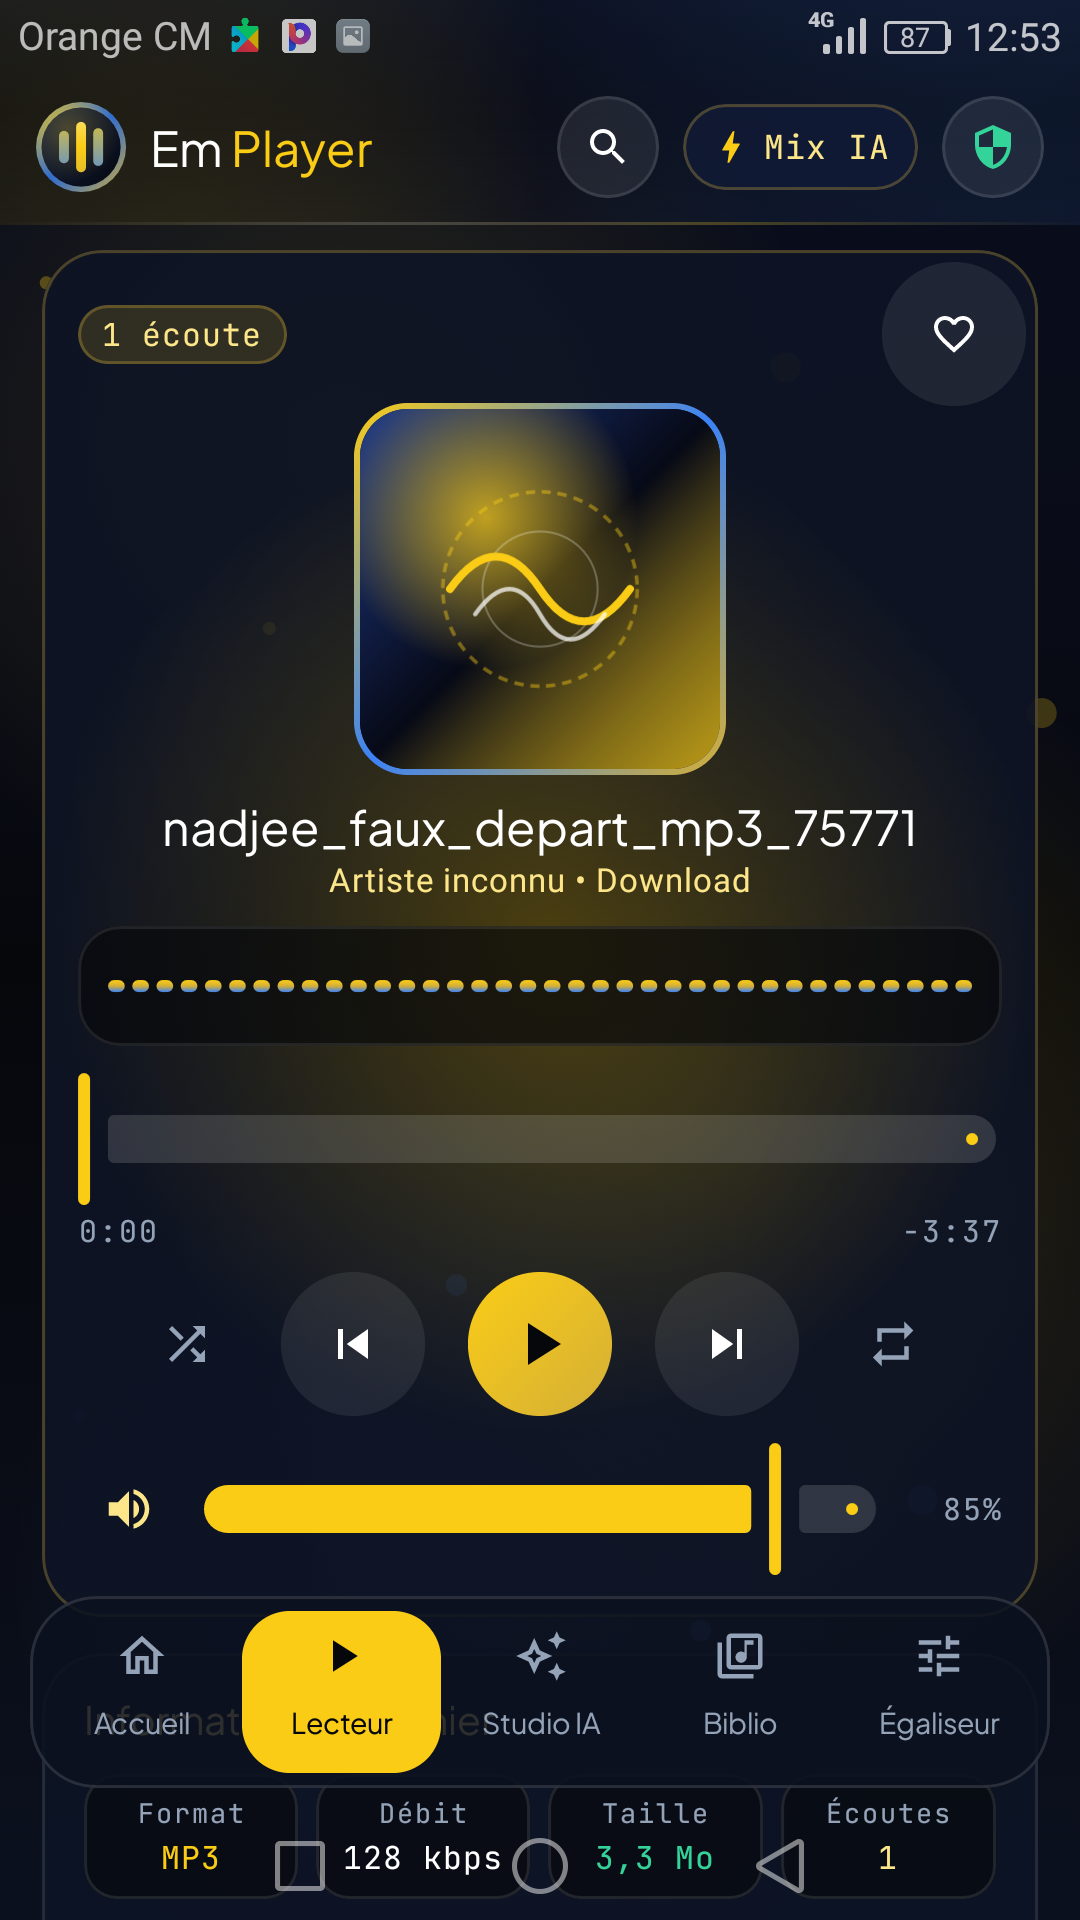 Orange CM 4G 87 12:53
Em Player Mix IA
1 écoute
nadjee_faux_depart_mp3_75771
Artiste inconnu • Download
0:00 -3:37
85%
Accueil Lecteur Studio IA Biblio Égaliseur
Format Débit Taille Écoutes
MP3 128 kbps 3,3 Mo 1